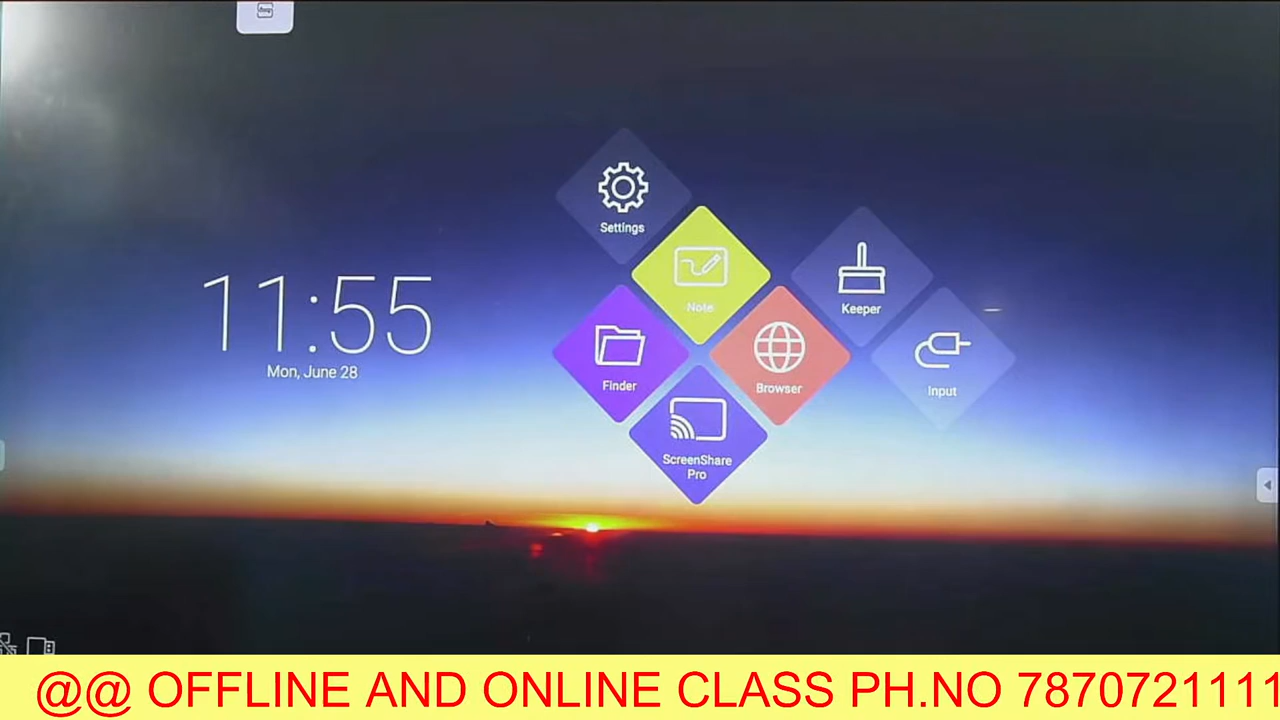 Settings
Note
Keeper
11:55
Mon, June 28
Finder
Browser
Input
ScreenShare
Pro
@@ OFFLINE AND ONLINE CLASS PH.NO 7870721111